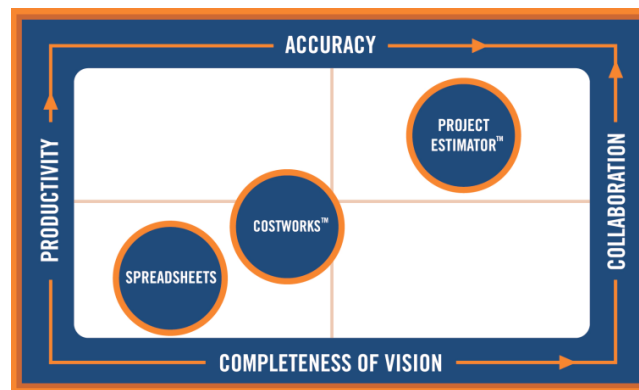 ACCURACY
PRODUCTIVITY
PROJECT
ESTIMATOR™
COLLABORATION
COSTWORKS™
SPREADSHEETS
COMPLETENESS OF VISION